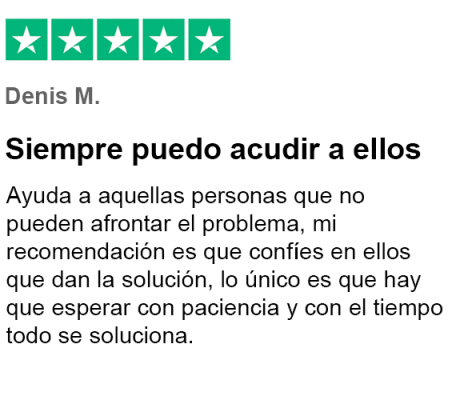 Denis M.
Siempre puedo acudir a ellos
Ayuda a aquellas personas que no
pueden afrontar el problema, mi
recomendación es que confíes en ellos
que dan la solución, lo único es que hay
que esperar con paciencia y con el tiempo
todo se soluciona.